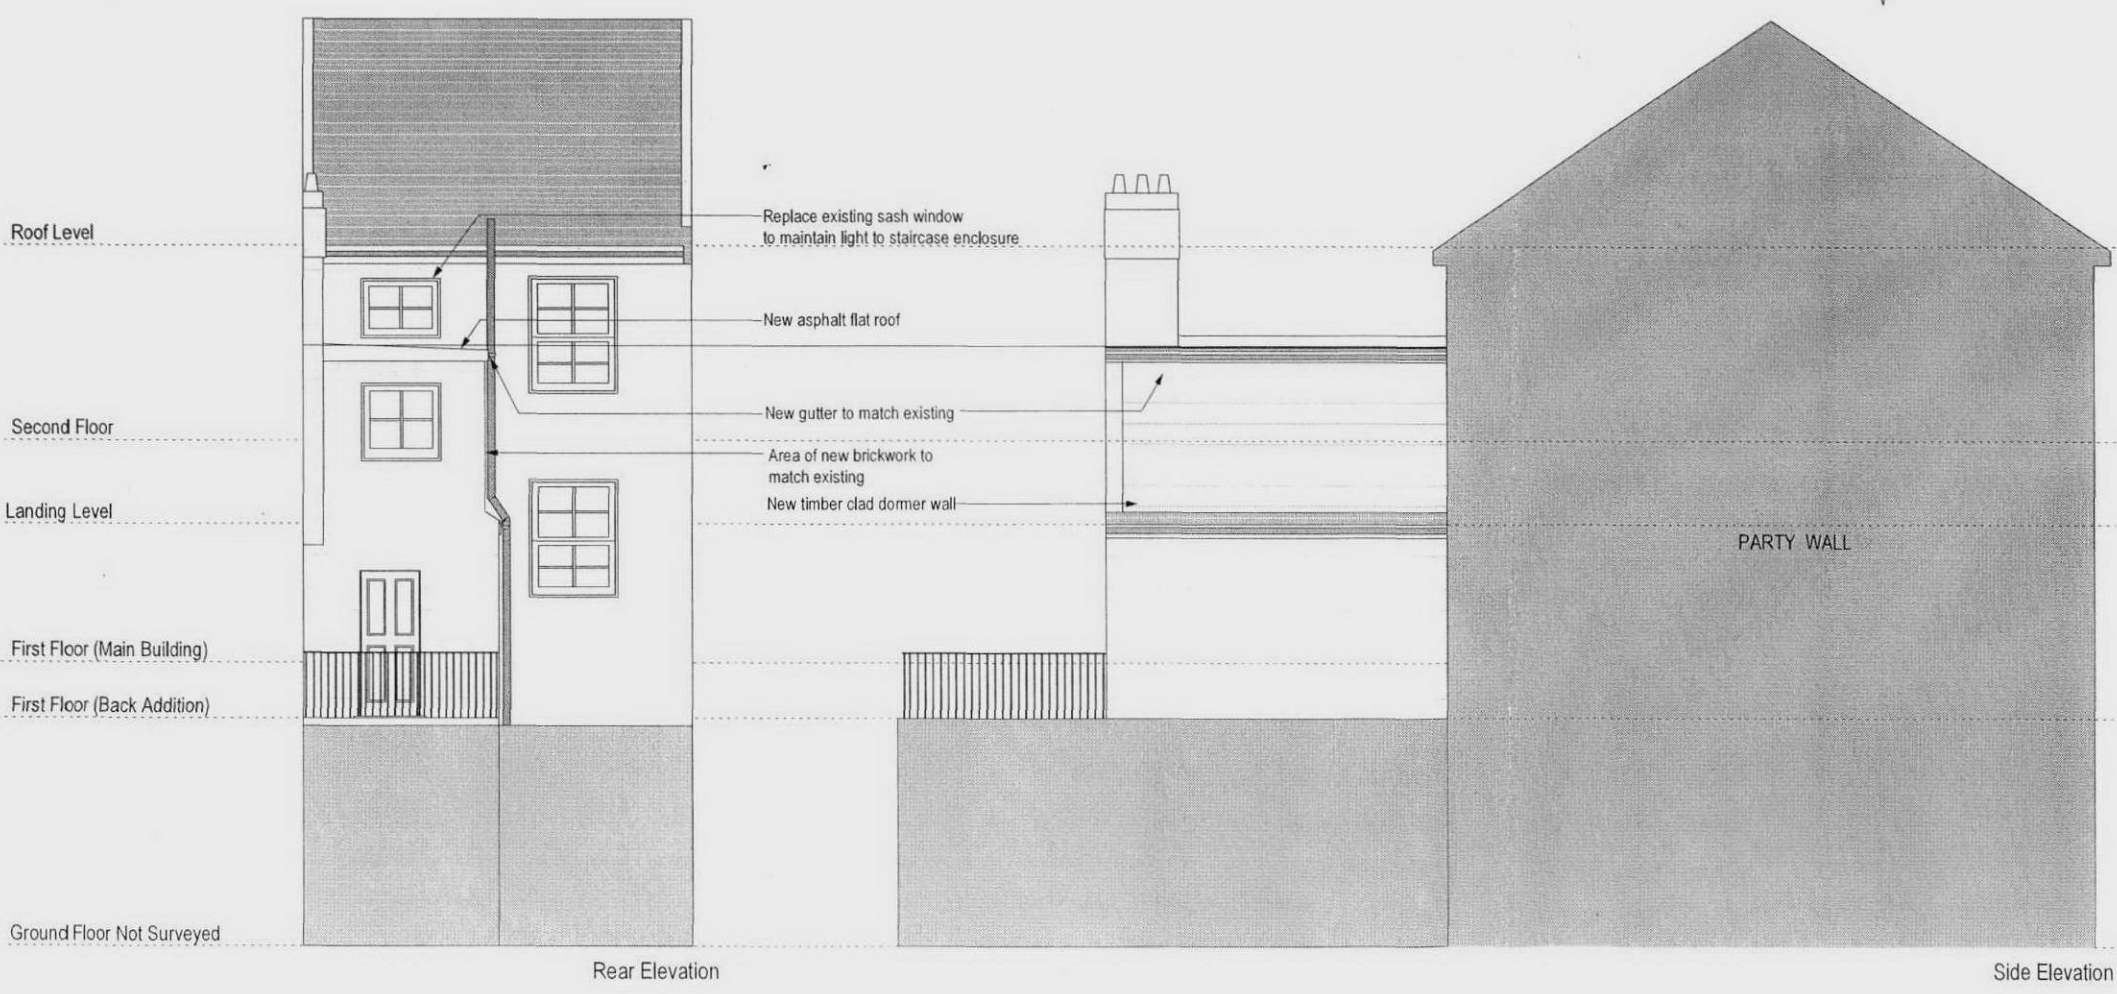 Roof Level
Replace existing sash window
to maintain light to staircase enclosure
New asphalt flat roof
New gutter to match existing
Second Floor
Area of new brickwork to
match existing
New timber clad dormer wall
Landing Level
PARTY WALL
First Floor (Main Building)
First Floor (Back Addition)
Ground Floor Not Surveyed
Rear Elevation
Side Elevation